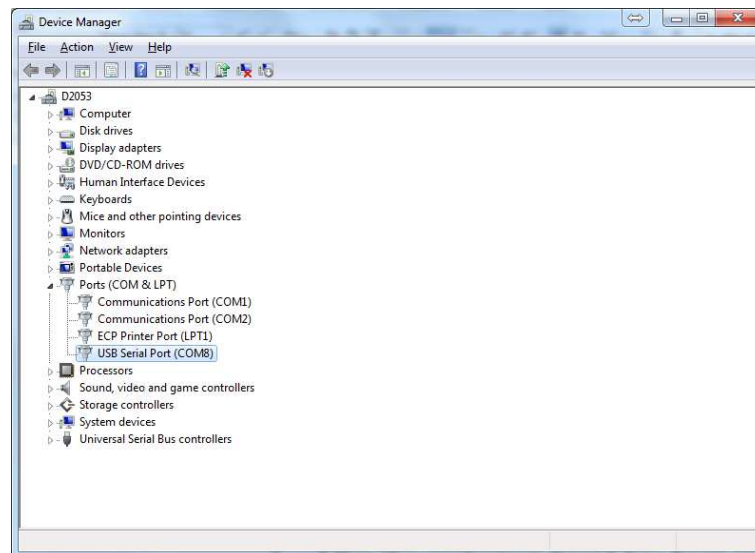 Device Manager
File Action View Help
D2053
Computer
Disk drives
Display adapters
DVD/CD-ROM drives
Human Interface Devices
Keyboards
Mice and other pointing devices
Monitors
Network adapters
Portable Devices
Ports (COM & LPT)
Communications Port (COM1)
Communications Port (COM2)
ECP Printer Port (LPT1)
USB Serial Port (COM8)
Processors
Sound, video and game controllers
Storage controllers
System devices
Universal Serial Bus controllers